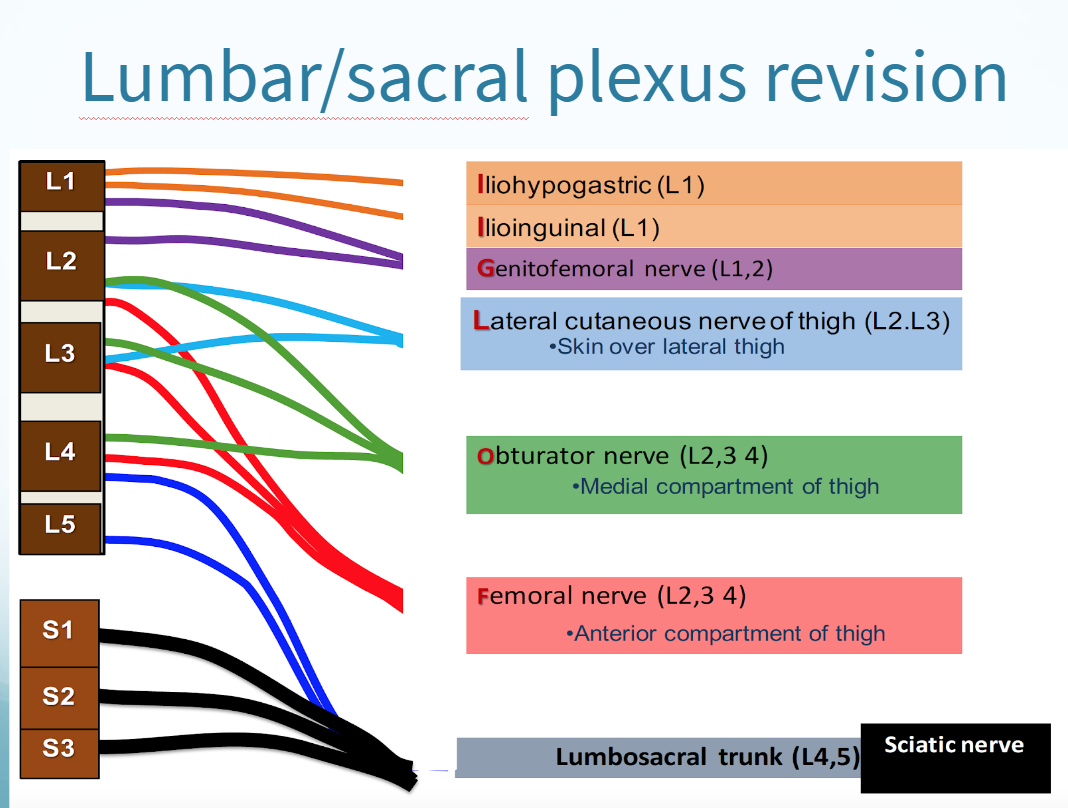 Lumbar/sacral plexus revision
L1
L2
L3
L4
L5
S1
S2
S3
Iliohypogastric (L1)
Ilioinguinal (L1)
Genitofemoral nerve (L1,2)
Lateral cutaneous nerve of thigh (L2.L3)
•Skin over lateral thigh
Obturator nerve (L2,3 4)
•Medial compartment of thigh
Femoral nerve (L2,3 4)
•Anterior compartment of thigh
Lumbosacral trunk (L4,5)
Sciatic nerve